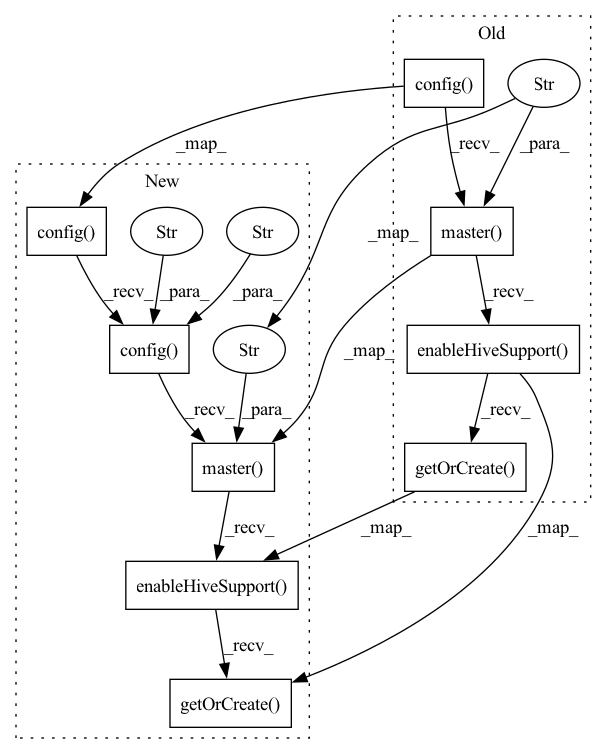 Old
config()
Str
_map_
_recv_
_para_
New
config()
Str
Str
master()
_map_
_recv_
_para_
_para_
_recv_
config()
Str
_map_
enableHiveSupport()
_recv_
_para_
_recv_
master()
getOrCreate()
_recv_
_map_
_map_
enableHiveSupport()
_recv_
getOrCreate()